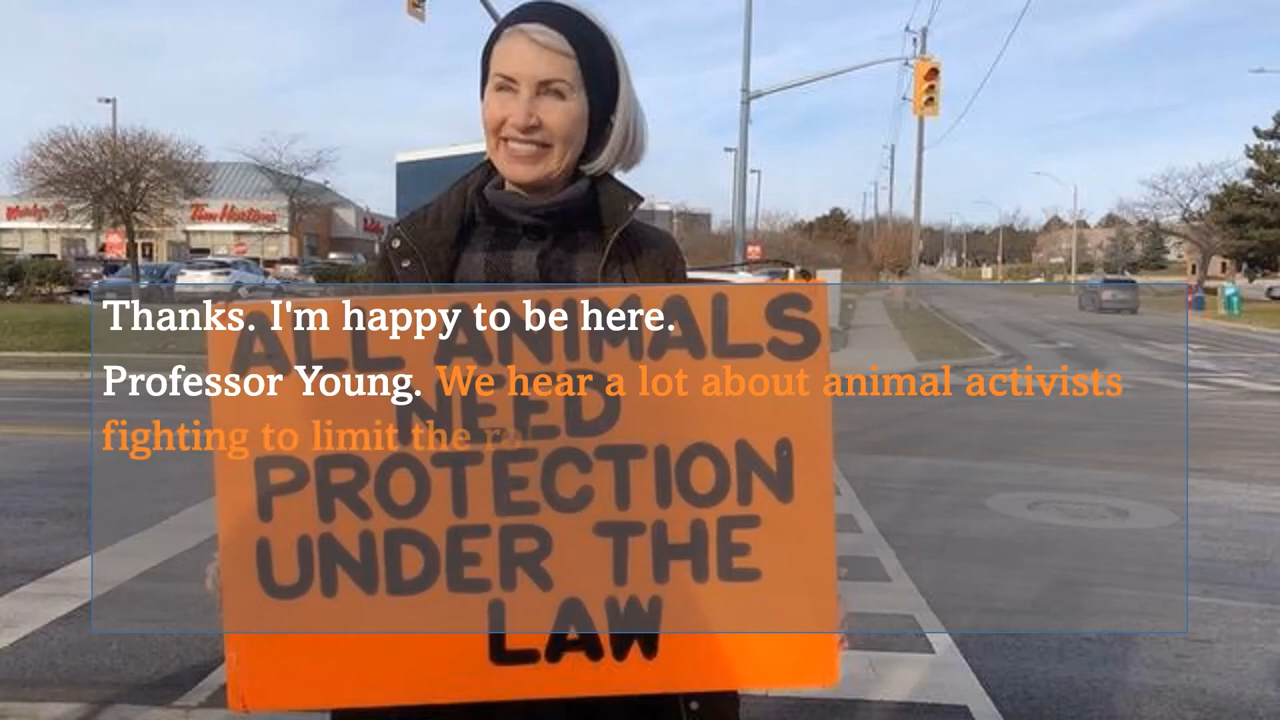 Wendy's
Tim Hortons
Thanks. I'm happy to be here.
Professor Young. We hear a lot about animal activists
fighting to limit the
ALL ANIMALS
NEED
PROTECTION
UNDER THE
LAW